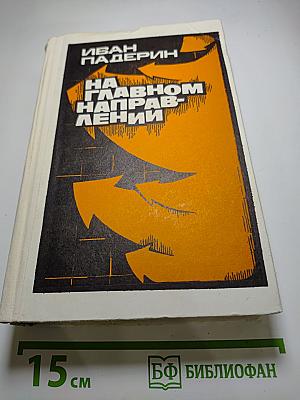 ИВАН
ПАДЕРИН
НА
ГЛАВНОМ
НАПРАВ-
ЛЕНИИ
15 см
БФ БИБЛИОФАН